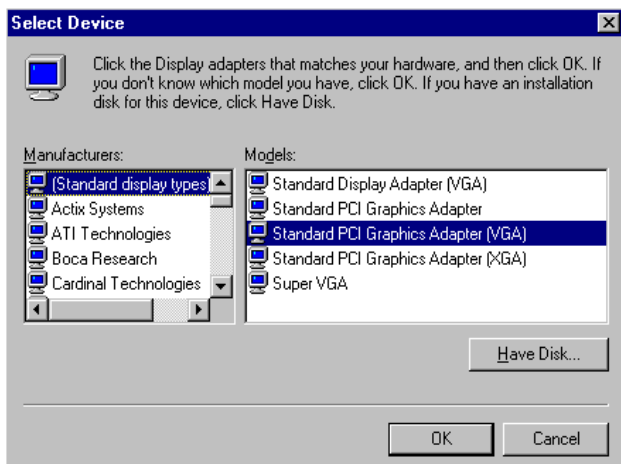 Select Device
Click the Display adapters that matches your hardware, and then click OK. If
you don't know which model you have, click OK. If you have an installation
disk for this device, click Have Disk.
Manufacturers:
(Standard display types)
Actix Systems
ATI Technologies
Boca Research
Cardinal Technologies
Models:
Standard Display Adapter (VGA)
Standard PCI Graphics Adapter
Standard PCI Graphics Adapter (VGA)
Standard PCI Graphics Adapter (XGA)
Super VGA
Have Disk...
OK
Cancel